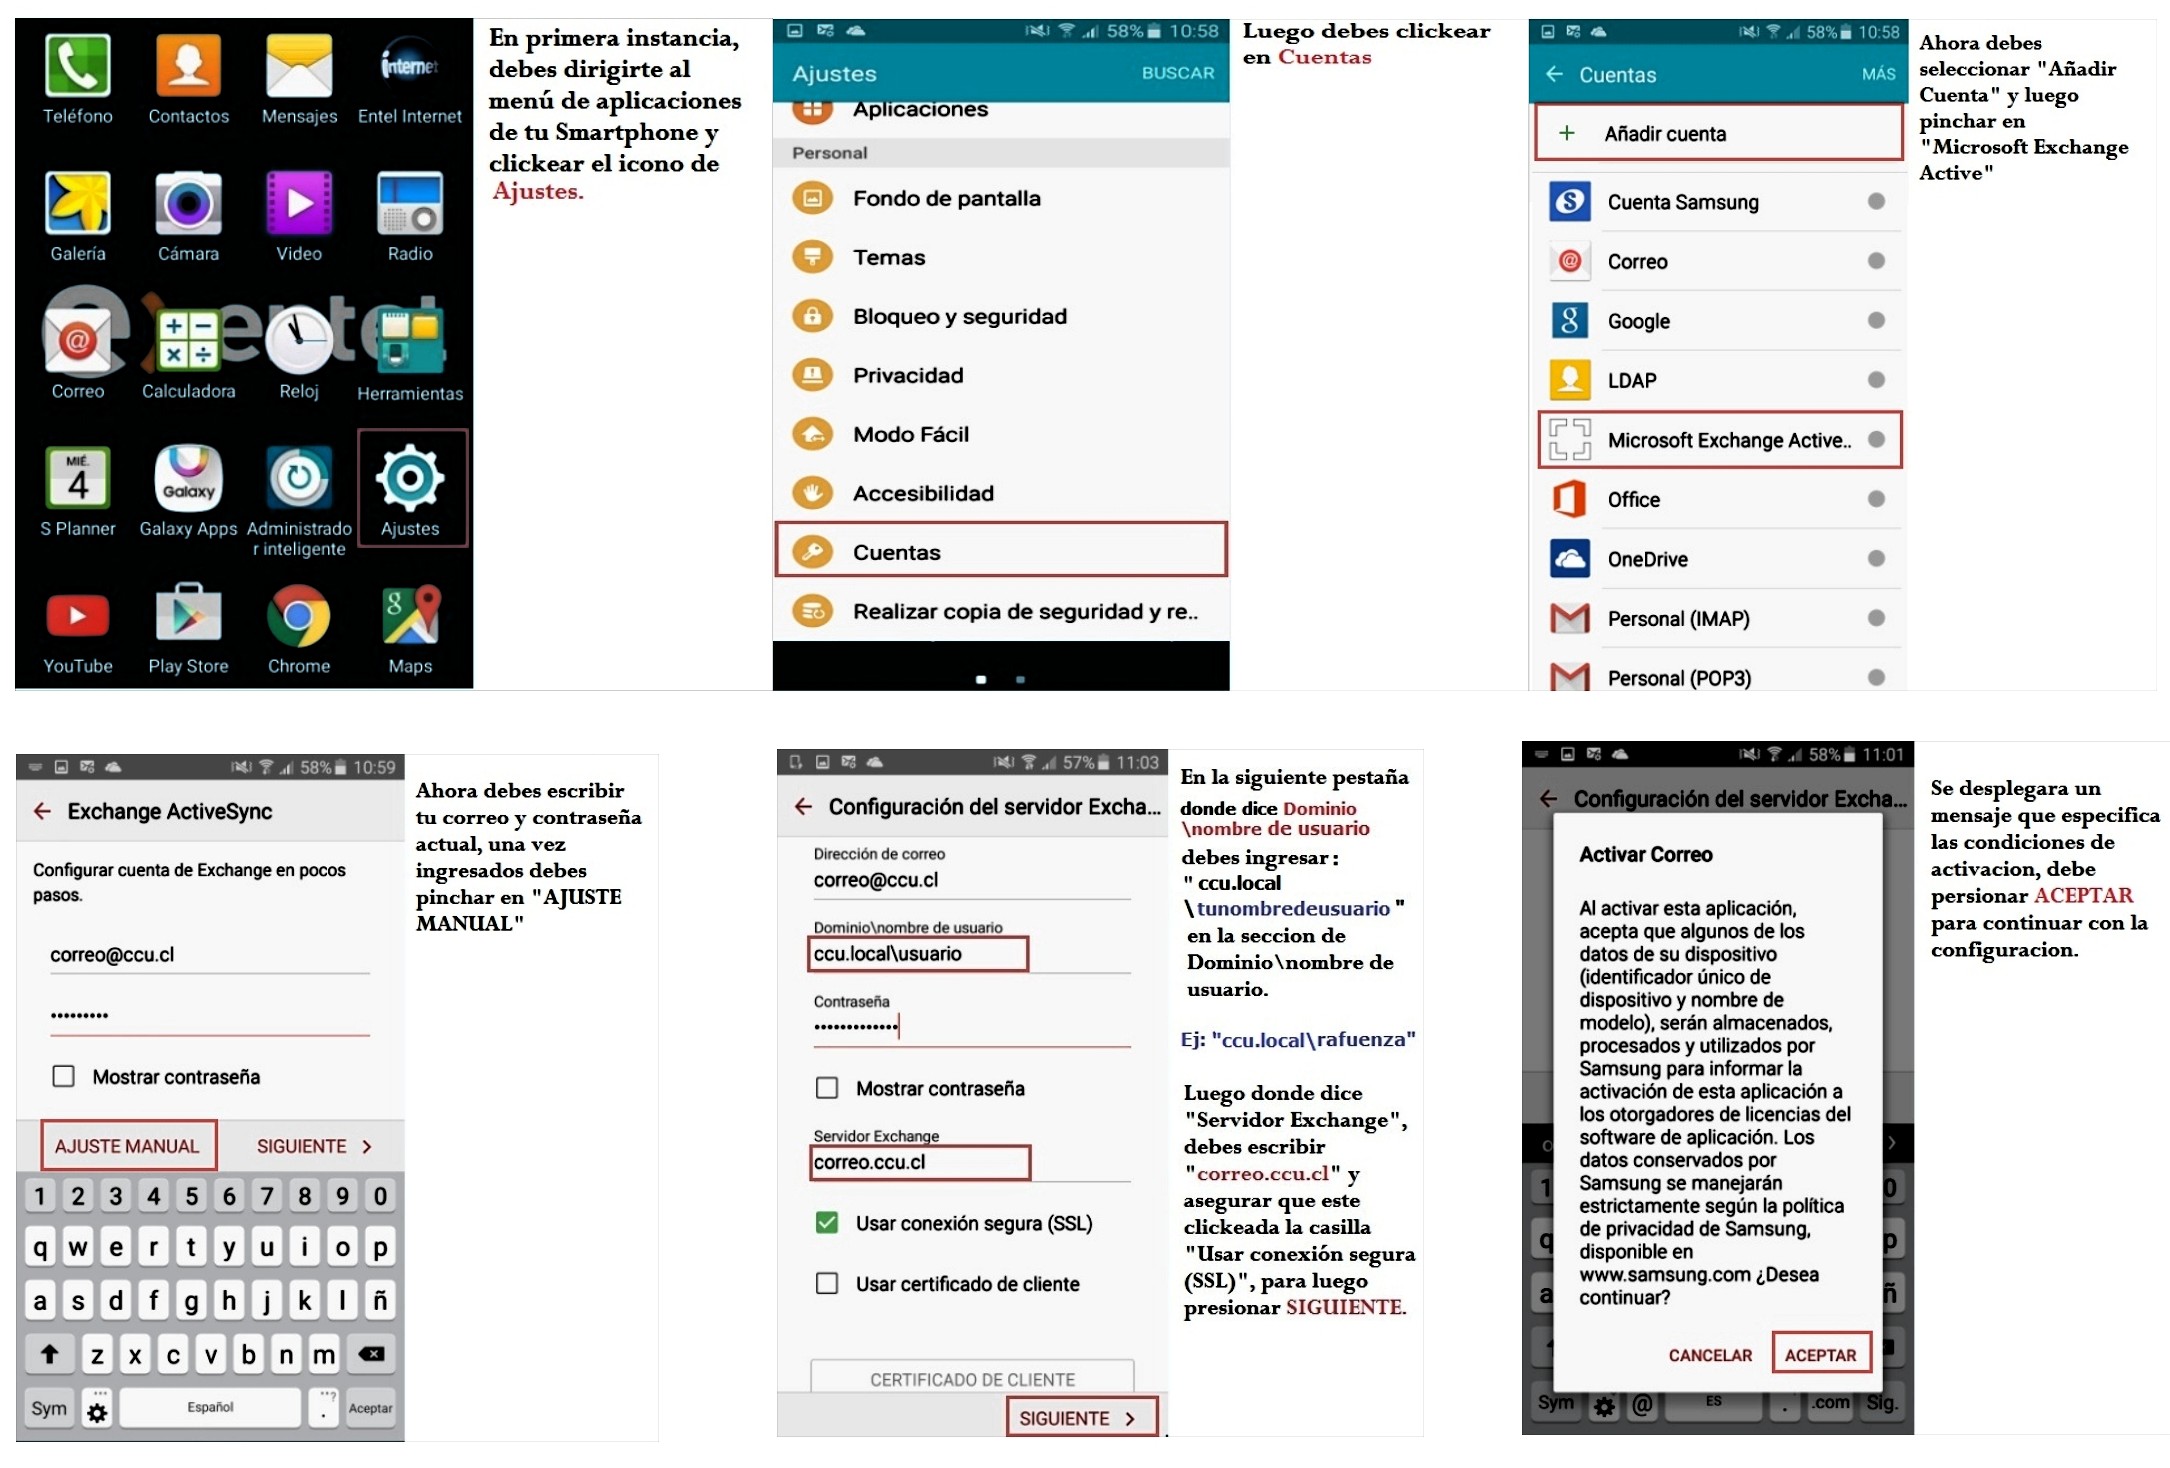 Teléfono
Contactos
Mensajes
Entel Internet
internet
Galería
Cámara
Video
Radio
entel
Correo
Calculadora
Reloj
Herramientas
MIÉ.
4
Galaxy
S Planner
Galaxy Apps
Administrado
r inteligente
Ajustes
YouTube
Play Store
Chrome
Maps
En primera instancia,
debes dirigirte al
menú de aplicaciones
de tu Smartphone y
clickear el icono de
Ajustes.
58% 10:58
Ajustes BUSCAR
Aplicaciones
Personal
Fondo de pantalla
Temas
Bloqueo y seguridad
Privacidad
Modo Fácil
Accesibilidad
Cuentas
Realizar copia de seguridad y re..
Luego debes clickear
en Cuentas
58% 10:58
Cuentas MÁS
+ Añadir cuenta
Cuenta Samsung
Correo
Google
LDAP
Microsoft Exchange Active..
Office
OneDrive
Personal (IMAP)
Personal (POP3)
Ahora debes
seleccionar "Añadir
Cuenta" y luego
pinchar en
"Microsoft Exchange
Active"
58% 10:59
Exchange ActiveSync
Configurar cuenta de Exchange en pocos
pasos.
correo@ccu.cl
•••••••••
Mostrar contraseña
AJUSTE MANUAL SIGUIENTE >
1 2 3 4 5 6 7 8 9 0
q w e r t y u i o p
a s d f g h j k l ñ
z x c v b n m
Sym Español . Aceptar
Ahora debes escribir
tu correo y contraseña
actual, una vez
ingresados debes
pinchar en "AJUSTE
MANUAL"
57% 11:03
Configuración del servidor Excha...
Dirección de correo
correo@ccu.cl
Dominio\nombre de usuario
ccu.local\usuario
Contraseña
•••••••••••••
Mostrar contraseña
Servidor Exchange
correo.ccu.cl
Usar conexión segura (SSL)
Usar certificado de cliente
CERTIFICADO DE CLIENTE
SIGUIENTE >
En la siguiente pestaña
donde dice Dominio
\nombre de usuario
debes ingresar:
" ccu.local
\tunombredeusuario "
en la seccion de
Dominio\nombre de
usuario.
Ej: "ccu.local\rafuenza"
Luego donde dice
"Servidor Exchange",
debes escribir
"correo.ccu.cl" y
asegurar que este
clickeada la casilla
"Usar conexión segura
(SSL)", para luego
presionar SIGUIENTE.
58% 11:01
Configuración del servidor Excha...
Activar Correo
Al activar esta aplicación,
acepta que algunos de los
datos de su dispositivo
(identificador único de
dispositivo y nombre de
modelo), serán almacenados,
procesados y utilizados por
Samsung para informar la
activación de esta aplicación a
los otorgadores de licencias del
software de aplicación. Los
datos conservados por
Samsung se manejarán
estrictamente según la política
de privacidad de Samsung,
disponible en
www.samsung.com ¿Desea
continuar?
CANCELAR ACEPTAR
Sym @ ES . .com Sig.
Se desplegara un
mensaje que especifica
las condiciones de
activacion, debe
persionar ACEPTAR
para continuar con la
configuracion.